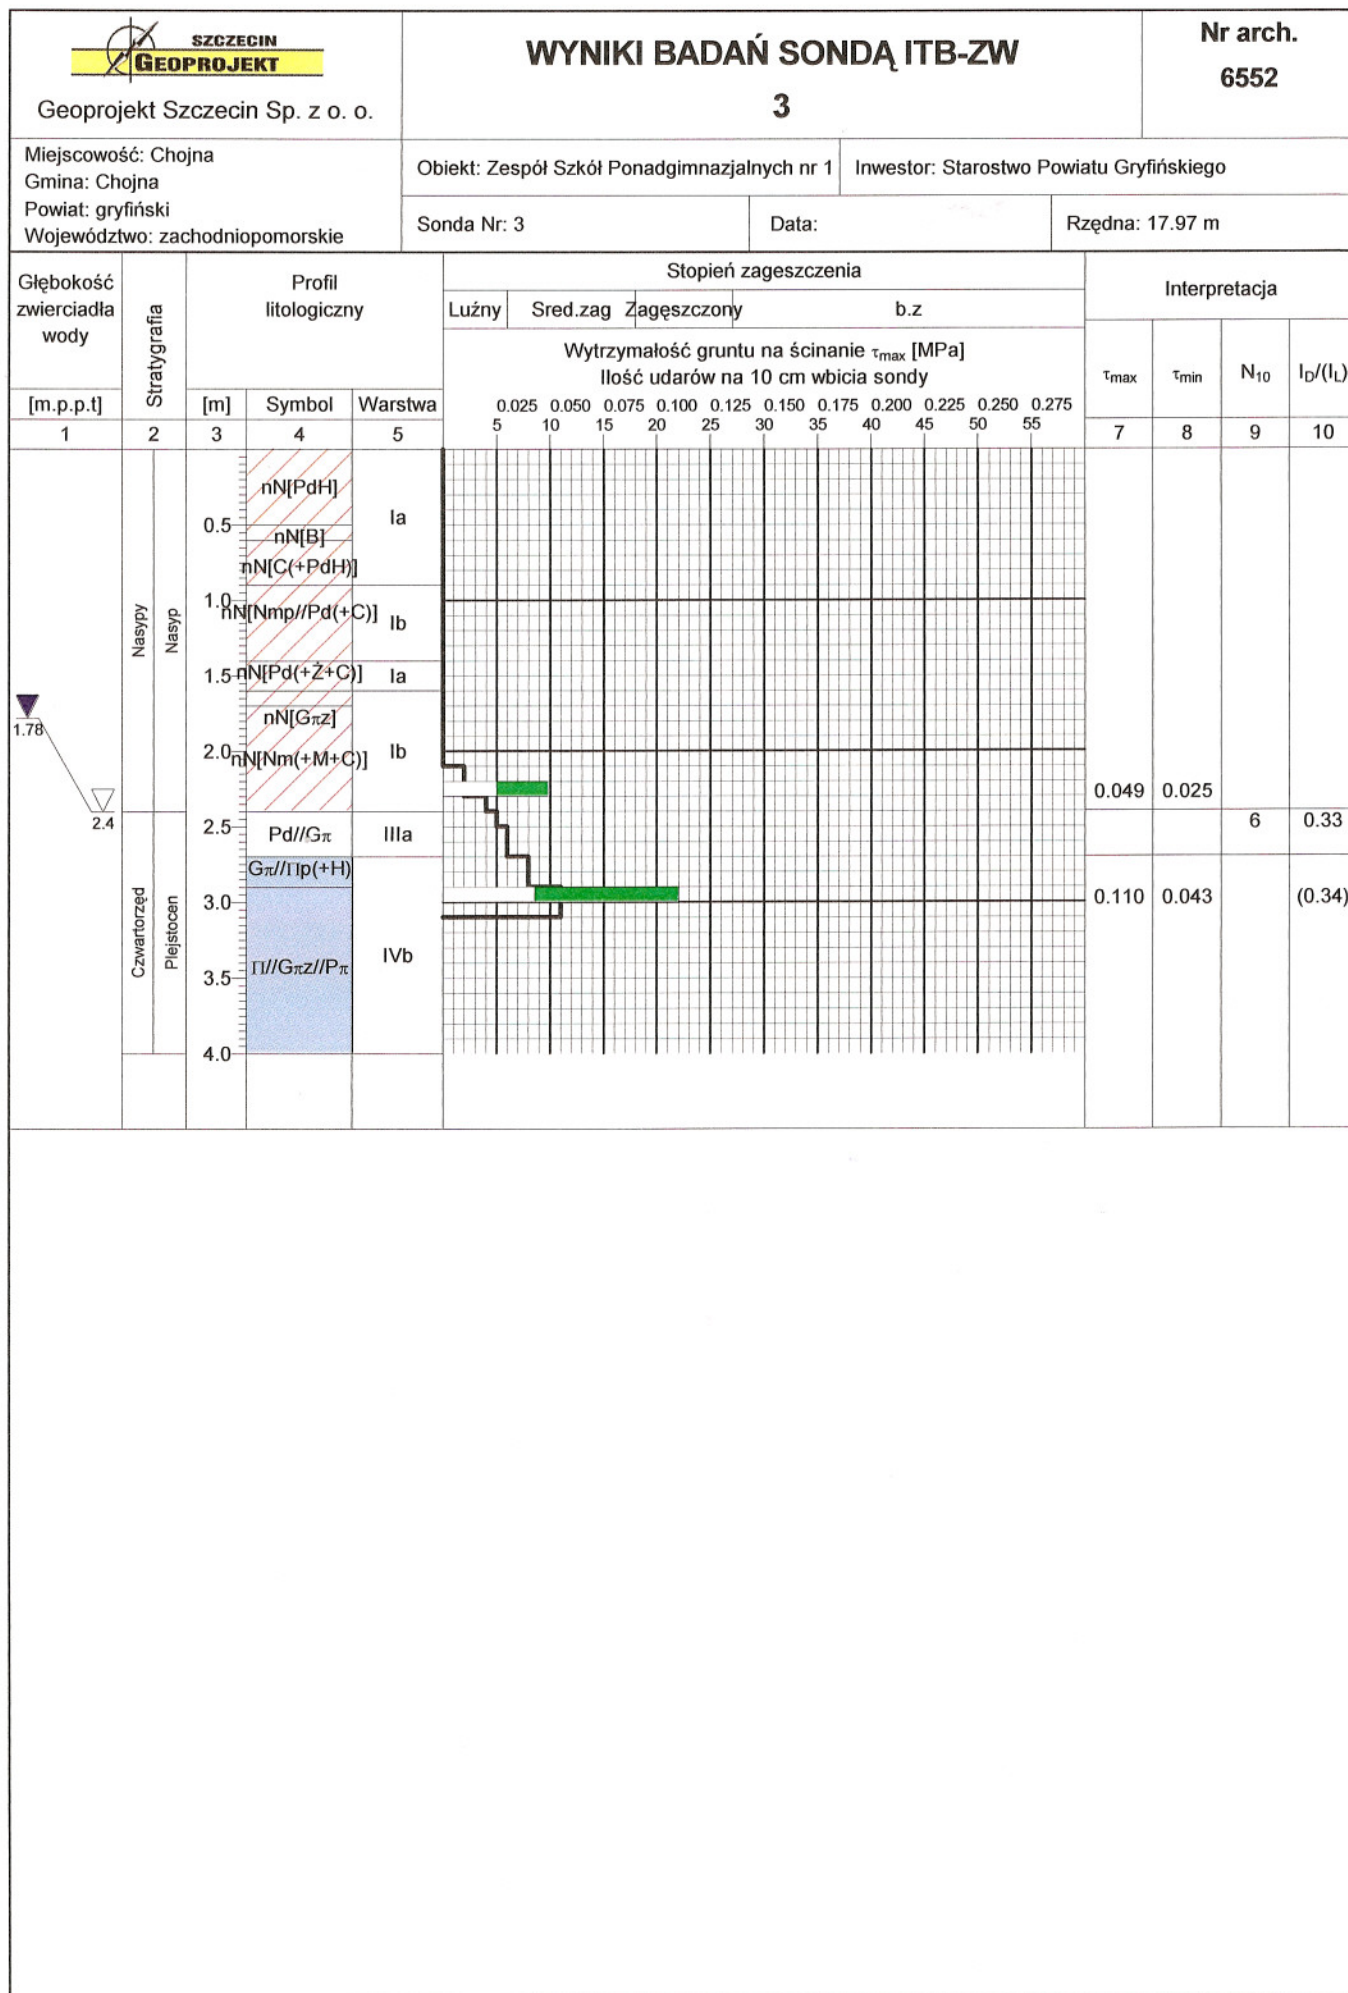 SZCZECIN
GEOPROJEKT
Geoprojekt Szczecin Sp. z o. o.
WYNIKI BADAŃ SONDĄ ITB-ZW
3
Nr arch.
6552
Miejscowość: Chojna
Gmina: Chojna
Powiat: gryfiński
Województwo: zachodniopomorskie
Obiekt: Zespół Szkół Ponadgimnazjalnych nr 1
Inwestor: Starostwo Powiatu Gryfińskiego
Sonda Nr: 3
Data:
Rzędna: 17.97 m
Głębokość
zwierciadła
wody
[m.p.p.t]
Stratygrafia
Profil
litologiczny
[m] Symbol Warstwa
Stopień zageszczenia
Luźny Sred.zag Zagęszczony b.z
Wytrzymałość gruntu na ścinanie τmax [MPa]
Ilość udarów na 10 cm wbicia sondy
0.025 0.050 0.075 0.100 0.125 0.150 0.175 0.200 0.225 0.250 0.275
5 10 15 20 25 30 35 40 45 50 55
Interpretacja
τmax τmin N10 ID/(IL)
1 2 3 4 5 7 8 9 10
nN[PdH]
Ia
0.5
nN[B]
nN[C(+PdH)]
1.0
nN[Nmp//Pd(+C)] Ib
Nasypy
Nasyp
1.5 nN[Pd(+Ż+C)] Ia
1.78
nN[Gπz]
2.0 nN[Nm(+M+C)] Ib
0.049 0.025
2.4
2.5 Pd//Gπ IIIa
6 0.33
Gπ//Πp(+H)
3.0
0.110 0.043 (0.34)
Czwartorzęd
Plejstocen
Π//Gπz//Pπ IVb
3.5
4.0